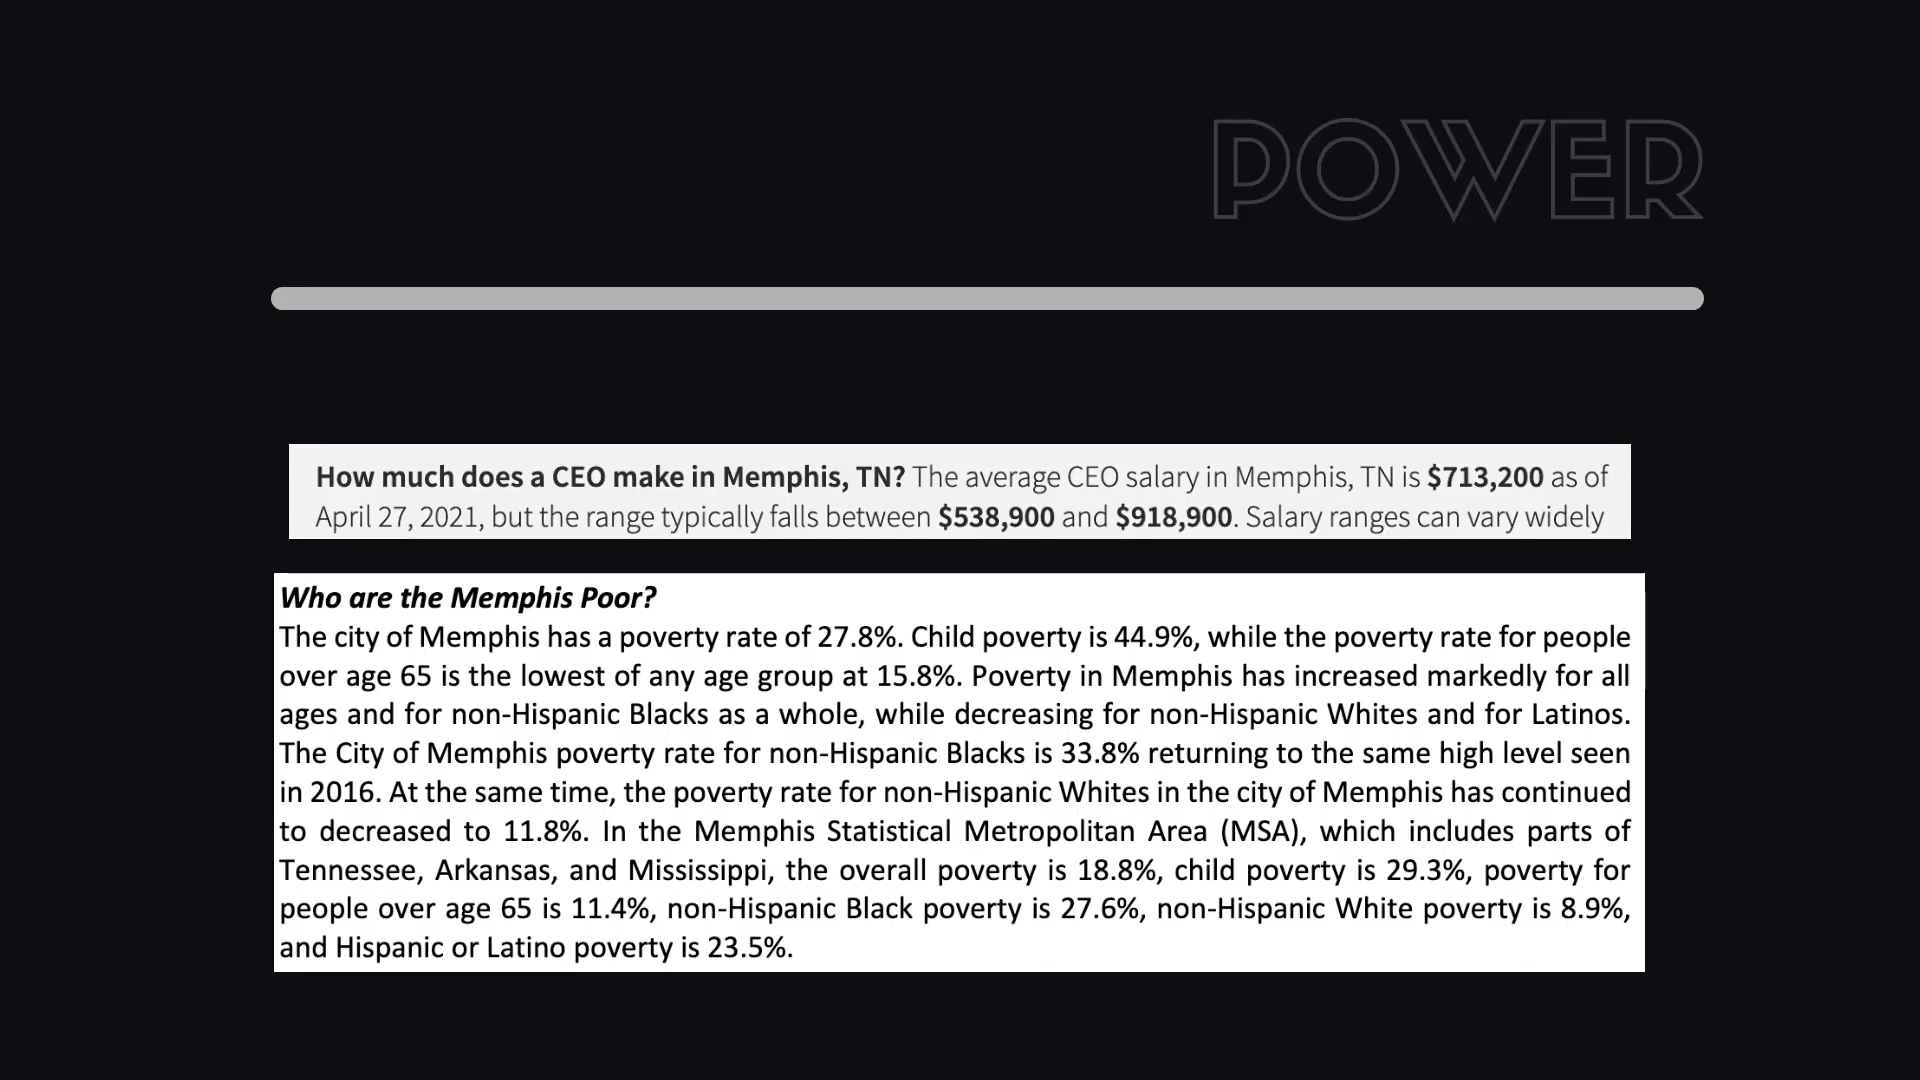 POWER
How much does a CEO make in Memphis, TN? The average CEO salary in Memphis, TN is $713,200 as of
April 27, 2021, but the range typically falls between $538,900 and $918,900. Salary ranges can vary widely
Who are the Memphis Poor?
The city of Memphis has a poverty rate of 27.8%. Child poverty is 44.9%, while the poverty rate for people
over age 65 is the lowest of any age group at 15.8%. Poverty in Memphis has increased markedly for all
ages and for non-Hispanic Blacks as a whole, while decreasing for non-Hispanic Whites and for Latinos.
The City of Memphis poverty rate for non-Hispanic Blacks is 33.8% returning to the same high level seen
in 2016. At the same time, the poverty rate for non-Hispanic Whites in the city of Memphis has continued
to decreased to 11.8%. In the Memphis Statistical Metropolitan Area (MSA), which includes parts of
Tennessee, Arkansas, and Mississippi, the overall poverty is 18.8%, child poverty is 29.3%, poverty for
people over age 65 is 11.4%, non-Hispanic Black poverty is 27.6%, non-Hispanic White poverty is 8.9%,
and Hispanic or Latino poverty is 23.5%.